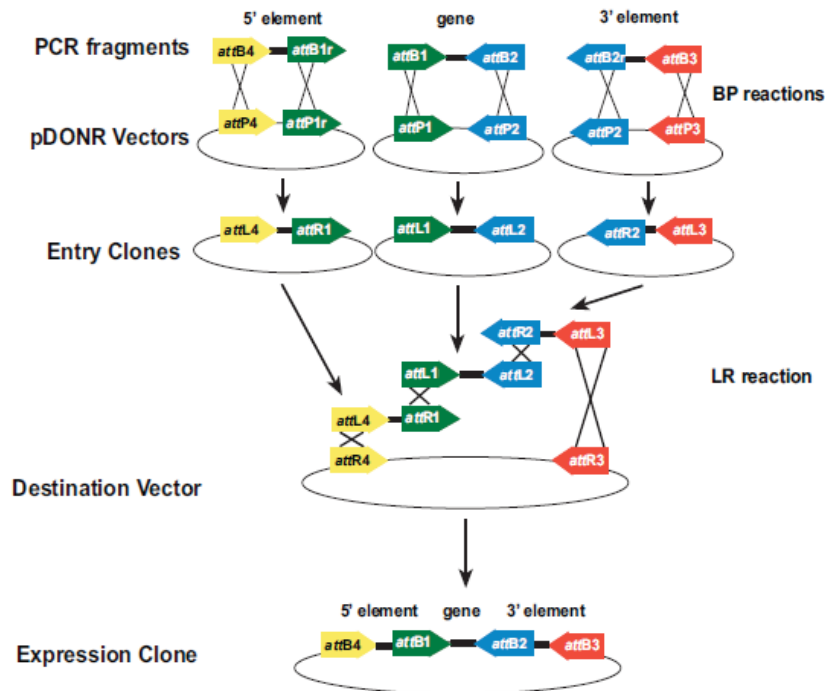 5' element gene 3' element
PCR fragments
attB4 attB1r attB1 attB2 attB2r attB3
BP reactions
attP4 attP1r attP1 attP2 attP2 attP3
pDONR Vectors
attL4 attR1 attL1 attL2 attR2 attL3
Entry Clones
attR2 attL3
attL1 attL2
LR reaction
attL4 attR1
attR4 attR3
Destination Vector
5' element gene 3' element
attB4 attB1 attB2 attB3
Expression Clone